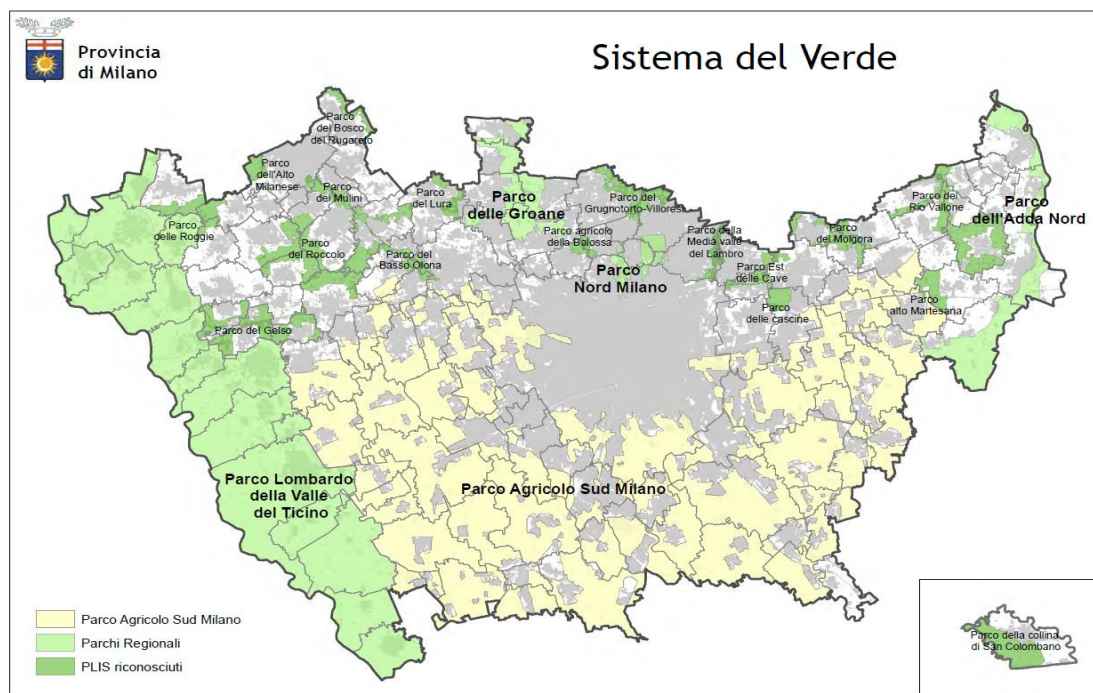 Provincia
di Milano
Sistema del Verde
Parco
del Bosco
del Rugareto
Parco
dell'Alto
Milanese
Parco
dei Mulini
Parco
del Lura
Parco
delle Groane
Parco del
Grugnotorto-Villoresi
Parco
del Rio Vallone
Parco
dell'Adda Nord
Parco
delle Roggie
Parco
del Roccolo
Parco del
Basso Olona
Parco agricolo
della Balossa
Parco della
Media valle
del Lambro
Parco
del Molgora
Parco
Nord Milano
Parco Est
delle Cave
Parco
delle cascine
Parco
alto Martesana
Parco del Gelso
Parco Lombardo
della Valle
del Ticino
Parco Agricolo Sud Milano
Parco Agricolo Sud Milano
Parchi Regionali
PLIS riconosciuti
Parco della collina
di San Colombano